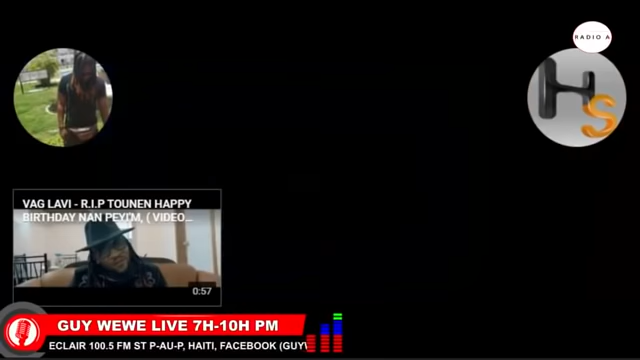 RADIO A
HS
VAG LAVI - R.I.P TOUNEN HAPPY
BIRTHDAY NAN PEYI'M, ( VIDEO...
0:57
GUY WEWE LIVE 7H-10H PM
ECLAIR 100.5 FM ST P-AU-P, HAITI, FACEBOOK (GUY